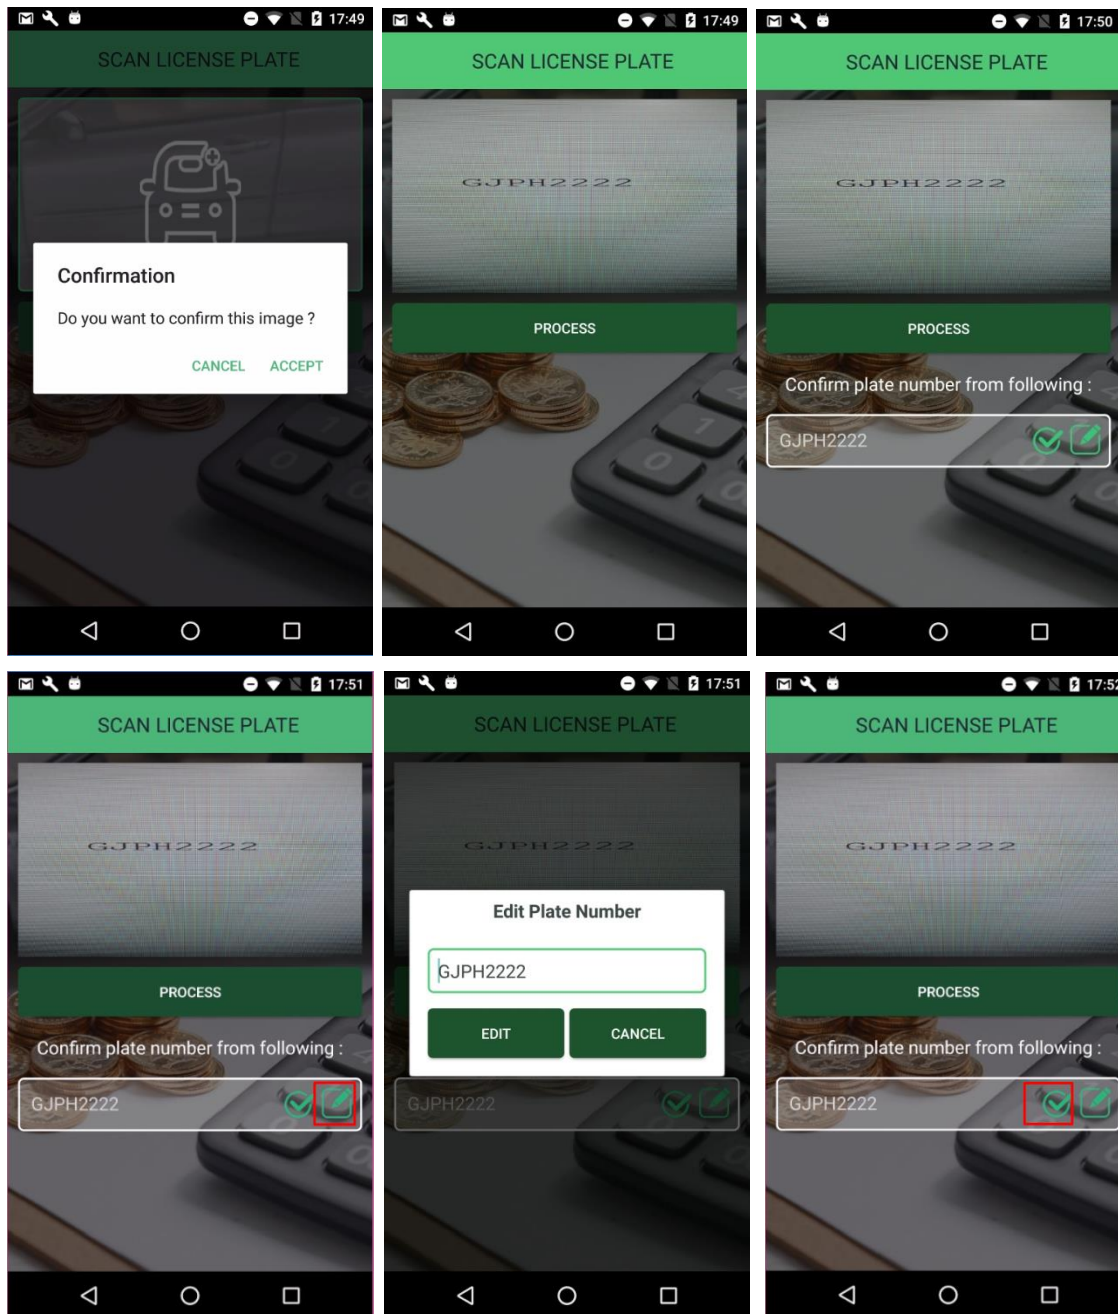 17:49
SCAN LICENSE PLATE
Confirmation
Do you want to confirm this image ?
CANCEL ACCEPT
17:49
SCAN LICENSE PLATE
GJPH2222
PROCESS
17:50
SCAN LICENSE PLATE
GJPH2222
PROCESS
Confirm plate number from following :
GJPH2222
17:51
SCAN LICENSE PLATE
GJPH2222
PROCESS
Confirm plate number from following :
GJPH2222
17:51
SCAN LICENSE PLATE
GJPH2222
Edit Plate Number
GJPH2222
EDIT CANCEL
GJPH2222
17:52
SCAN LICENSE PLATE
GJPH2222
PROCESS
Confirm plate number from following :
GJPH2222